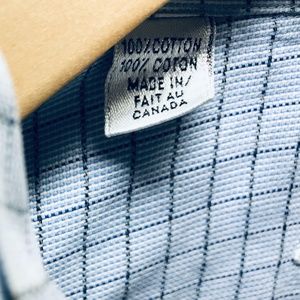 100% COTTON
100% COTON
MADE IN/
FAIT AU
CANADA